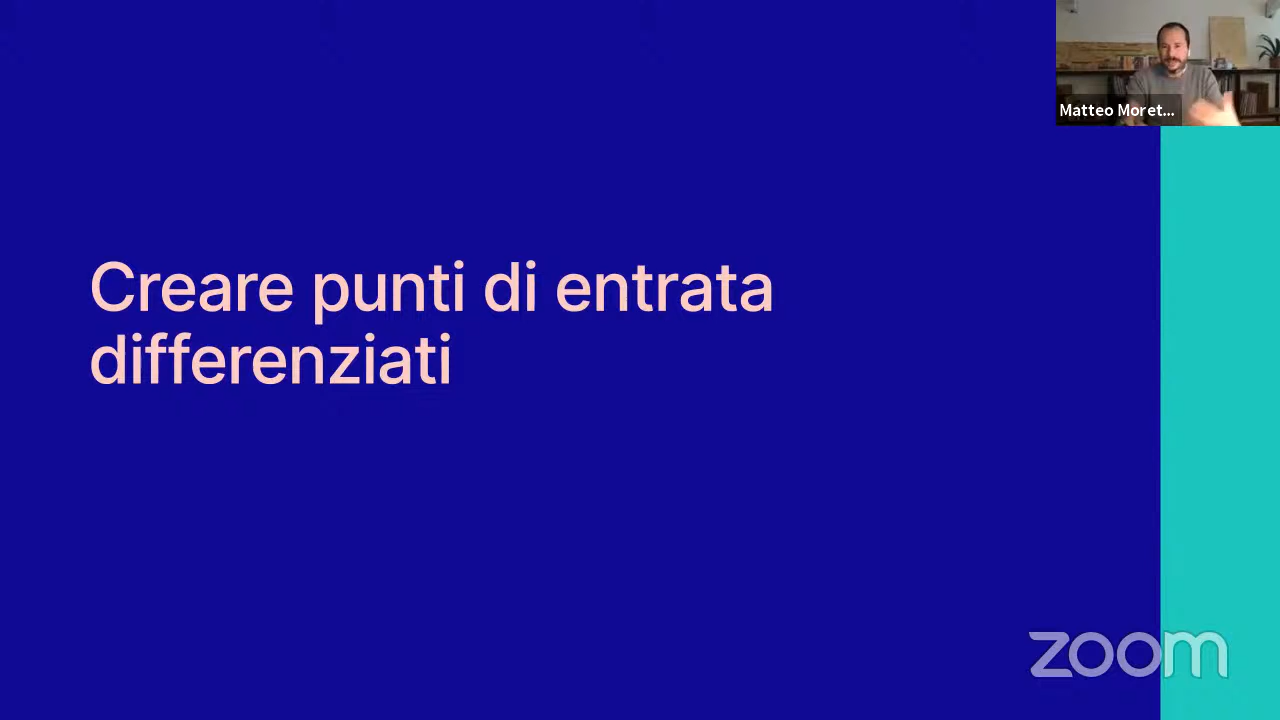 Matteo Moret...
Creare punti di entrata
differenziati
zoom